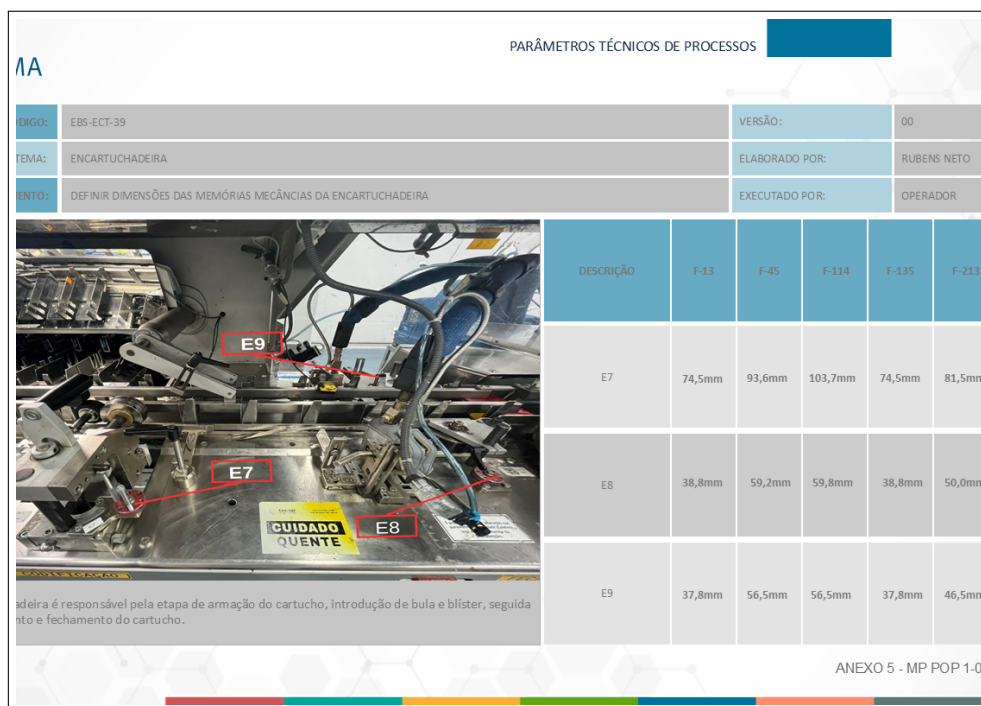 PARÂMETROS TÉCNICOS DE PROCESSOS
MA
ÓDIGO: EBS-ECT-39 VERSÃO: 00
TEMA: ENCARTUCHADEIRA ELABORADO POR: RUBENS NETO
MENTO: DEFINIR DIMENSÕES DAS MEMÓRIAS MECÂNCIAS DA ENCARTUCHADEIRA EXECUTADO POR: OPERADOR
DESCRIÇÃO F-13 F-45 F-114 F-135 F-213
E7 74,5mm 93,6mm 103,7mm 74,5mm 81,5mm
E8 38,8mm 59,2mm 59,8mm 38,8mm 50,0mm
E9 37,8mm 56,5mm 56,5mm 37,8mm 46,5mm
E9
E7
E8
CUIDADO
QUENTE
CODIFICAÇÃO
adeira é responsável pela etapa de armação do cartucho, introdução de bula e blíster, seguida
nto e fechamento do cartucho.
ANEXO 5 - MP POP 1-0